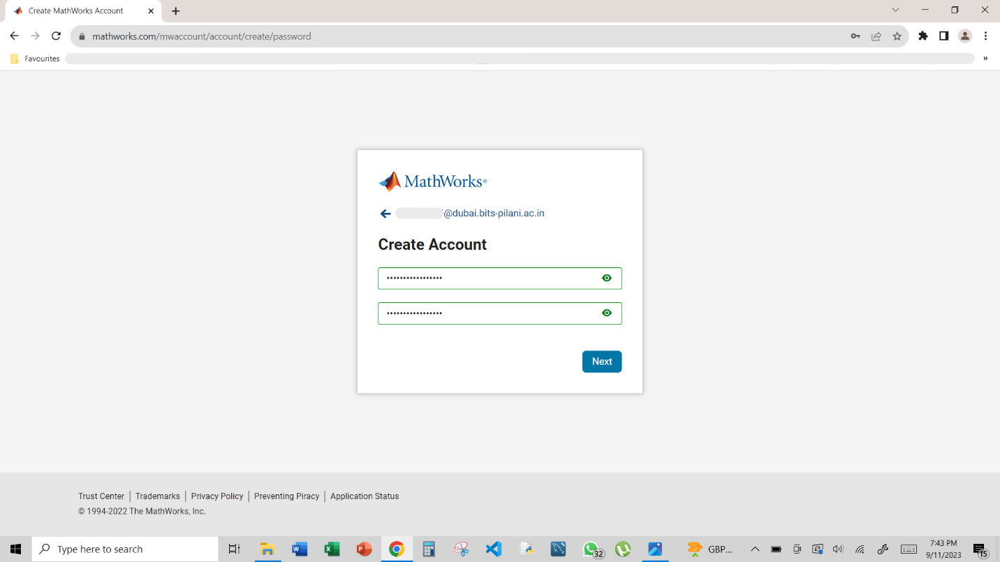 Create MathWorks Account
mathworks.com/mwaccount/account/create/password
Favourites
»
MathWorks®
@dubai.bits-pilani.ac.in
Create Account
•••••••••••••••••
•••••••••••••••••
Next
Trust Center | Trademarks | Privacy Policy | Preventing Piracy | Application Status
© 1994-2022 The MathWorks, Inc.
Type here to search
32
GBP...
7:43 PM
9/11/2023
15